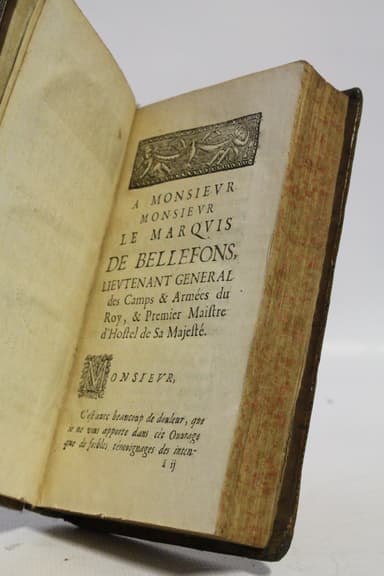 A MONSIEVR
MONSIEVR
LE MARQVIS
DE BELLEFONS,
LIEVTENANT GENERAL
des Camps & Armées du
Roy, & Premier Maistre
d'Hostel de Sa Majesté.
MONSIEVR,
C'est avec beaucoup de douleur, que
ie ne vous apporte dans cét Ouvrage
que de foibles témoignages des inten-
ã ij